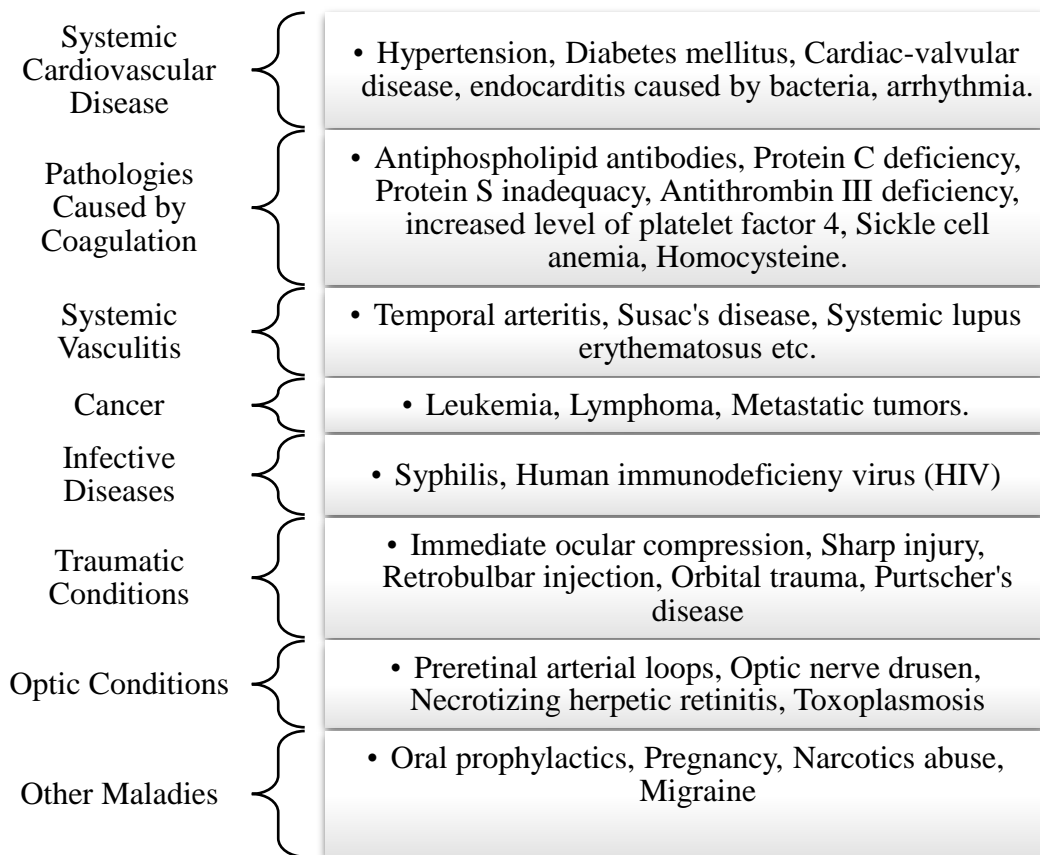 Systemic
Cardiovascular
Disease
• Hypertension, Diabetes mellitus, Cardiac-valvular
disease, endocarditis caused by bacteria, arrhythmia.
Pathologies
Caused by
Coagulation
• Antiphospholipid antibodies, Protein C deficiency,
Protein S inadequacy, Antithrombin III deficiency,
increased level of platelet factor 4, Sickle cell
anemia, Homocysteine.
Systemic
Vasculitis
• Temporal arteritis, Susac's disease, Systemic lupus
erythematosus etc.
Cancer
• Leukemia, Lymphoma, Metastatic tumors.
Infective
Diseases
• Syphilis, Human immunodeficieny virus (HIV)
Traumatic
Conditions
• Immediate ocular compression, Sharp injury,
Retrobulbar injection, Orbital trauma, Purtscher's
disease
Optic Conditions
• Preretinal arterial loops, Optic nerve drusen,
Necrotizing herpetic retinitis, Toxoplasmosis
Other Maladies
• Oral prophylactics, Pregnancy, Narcotics abuse,
Migraine